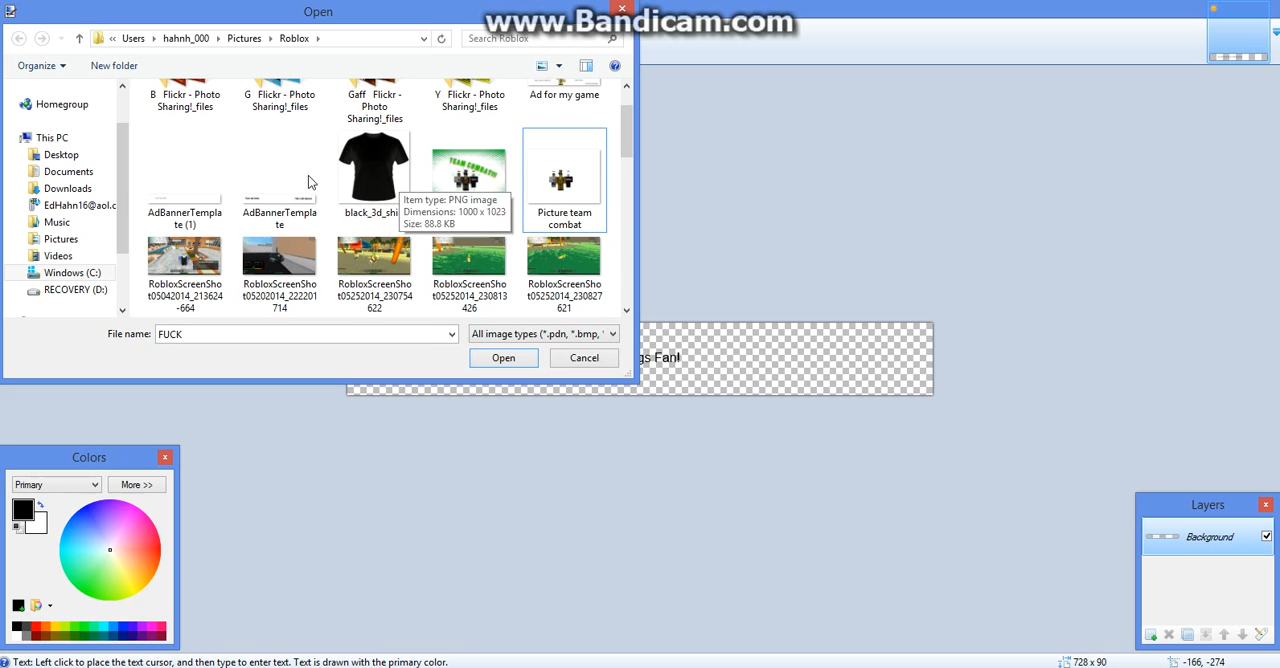 Open
www.Bandicam.com
« Users Hahnh_000 Pictures Roblox
Search Roblox
Organize
New folder
Homegroup
This PC
Desktop
Documents
Downloads
EdHahn16@aol.c
Music
Pictures
Videos
Windows (C:)
RECOVERY (D:)
B Flickr - Photo Sharing!_files
G Flickr - Photo Sharing!_files
Gaff Flickr -
Photo
Sharing!_files
Y Flickr - Photo Sharing!_files
Ad for my game
TEAM COMBAT!!
AdBannerTempla
te (1)
AdBannerTempla
te
black_3d_shi
Item type: PNG image
Dimensions: 1000 x 1023
Size: 88.8 KB
Picture team
combat
RobloxScreenSho
t05042014_213624
-664
RobloxScreenSho
t05202014_222201
714
RobloxScreenSho
t05252014_230754
622
RobloxScreenSho
t05252014_230813
426
RobloxScreenSho
t05252014_230827
621
File name:
FUCK
All image types (*.pdn, *.bmp, '
Open
Cancel
gs Fan!
Colors
Primary
More >>
Layers
Background
Text: Left click to place the text cursor, and then type to enter text. Text is drawn with the primary color.
728 x 90
-166, -274